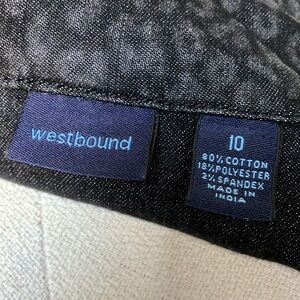 westbound
10
80% COTTON
18% POLYESTER
2% SPANDEX
MADE IN
INDIA